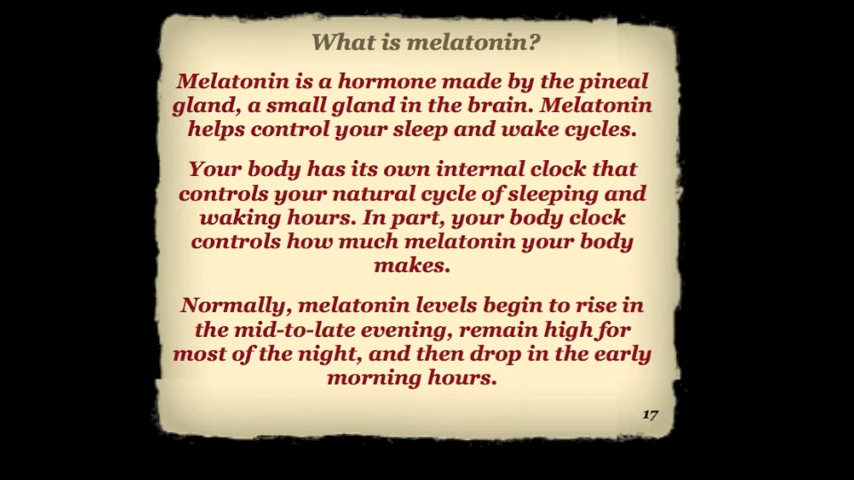 What is melatonin?
Melatonin is a hormone made by the pineal
gland, a small gland in the brain. Melatonin
helps control your sleep and wake cycles.
Your body has its own internal clock that
controls your natural cycle of sleeping and
waking hours. In part, your body clock
controls how much melatonin your body
makes.
Normally, melatonin levels begin to rise in
the mid-to-late evening, remain high for
most of the night, and then drop in the early
morning hours.
17